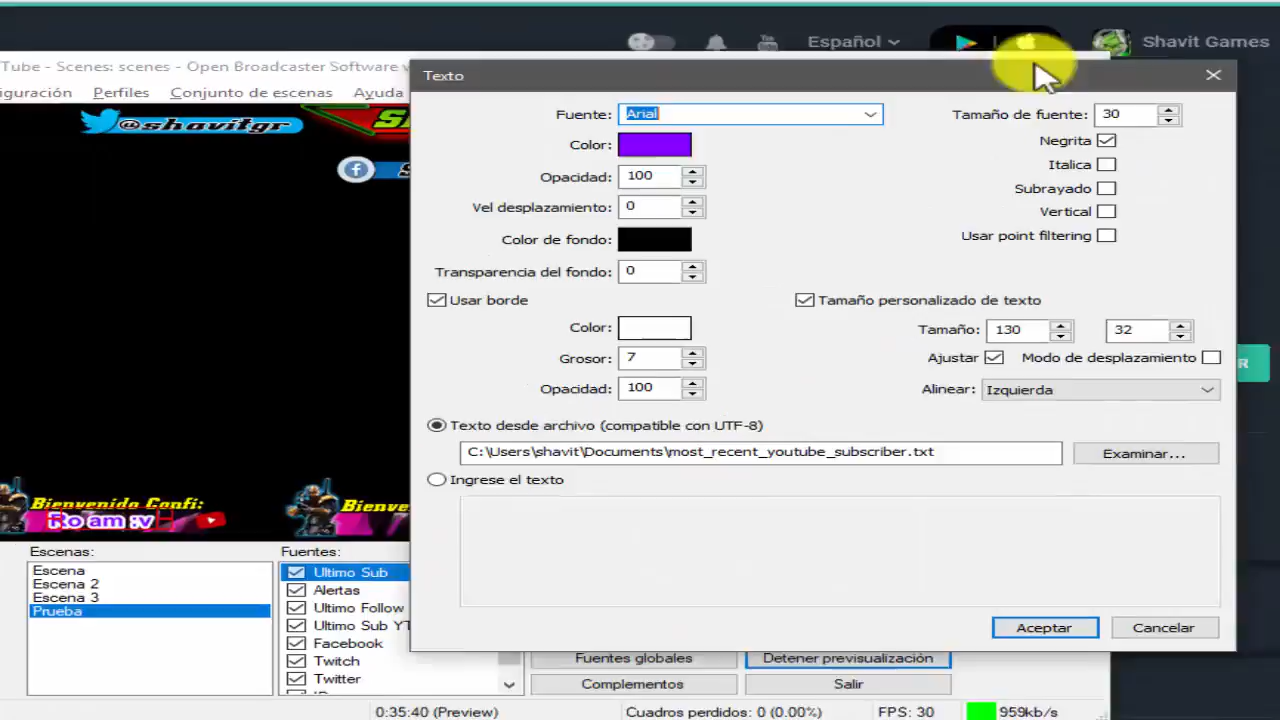 Español
Shavit Games
Tube - Scenes: scenes - Open Broadcaster Software v
guración Perfiles Conjunto de escenas Ayuda
@shavitgr
Texto
Fuente: Arial
Tamaño de fuente: 30
Color:
Negrita
Italica
Opacidad: 100
Subrayado
Vel desplazamiento: 0
Vertical
Color de fondo:
Usar point filtering
Transparencia del fondo: 0
Usar borde
Tamaño personalizado de texto
Color:
Tamaño: 130 32
Grosor: 7
Ajustar Modo de desplazamiento
Opacidad: 100
Alinear: Izquierda
Texto desde archivo (compatible con UTF-8)
C:\Users\shavit\Documents\most_recent_youtube_subscriber.txt
Examinar...
Ingrese el texto
Bienvenido Confi:
Ro am :v
Bienve
Escenas:
Escena
Escena 2
Escena 3
Prueba
Fuentes:
Ultimo Sub
Alertas
Ultimo Follow
Ultimo Sub YT
Facebook
Twitch
Twitter
Aceptar Cancelar
Fuentes globales Detener previsualización
Complementos Salir
0:35:40 (Preview) Cuadros perdidos: 0 (0.00%) FPS: 30 959kb/s
R